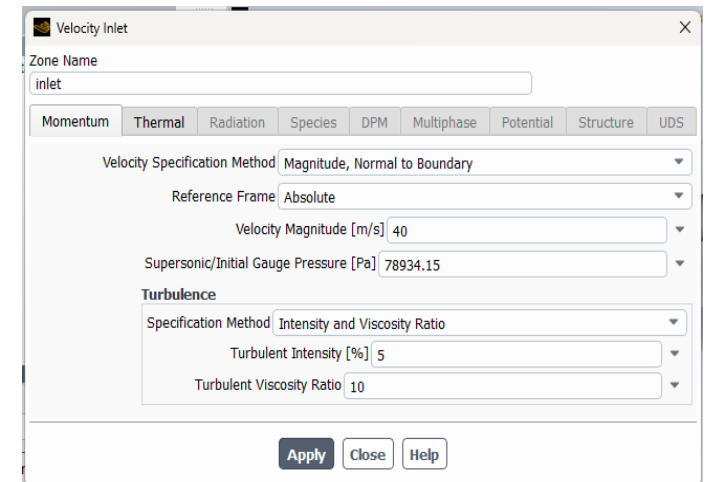 Velocity Inlet
Zone Name
inlet
Momentum Thermal Radiation Species DPM Multiphase Potential Structure UDS
Velocity Specification Method Magnitude, Normal to Boundary
Reference Frame Absolute
Velocity Magnitude [m/s] 40
Supersonic/Initial Gauge Pressure [Pa] 78934.15
Turbulence
Specification Method Intensity and Viscosity Ratio
Turbulent Intensity [%] 5
Turbulent Viscosity Ratio 10
Apply Close Help